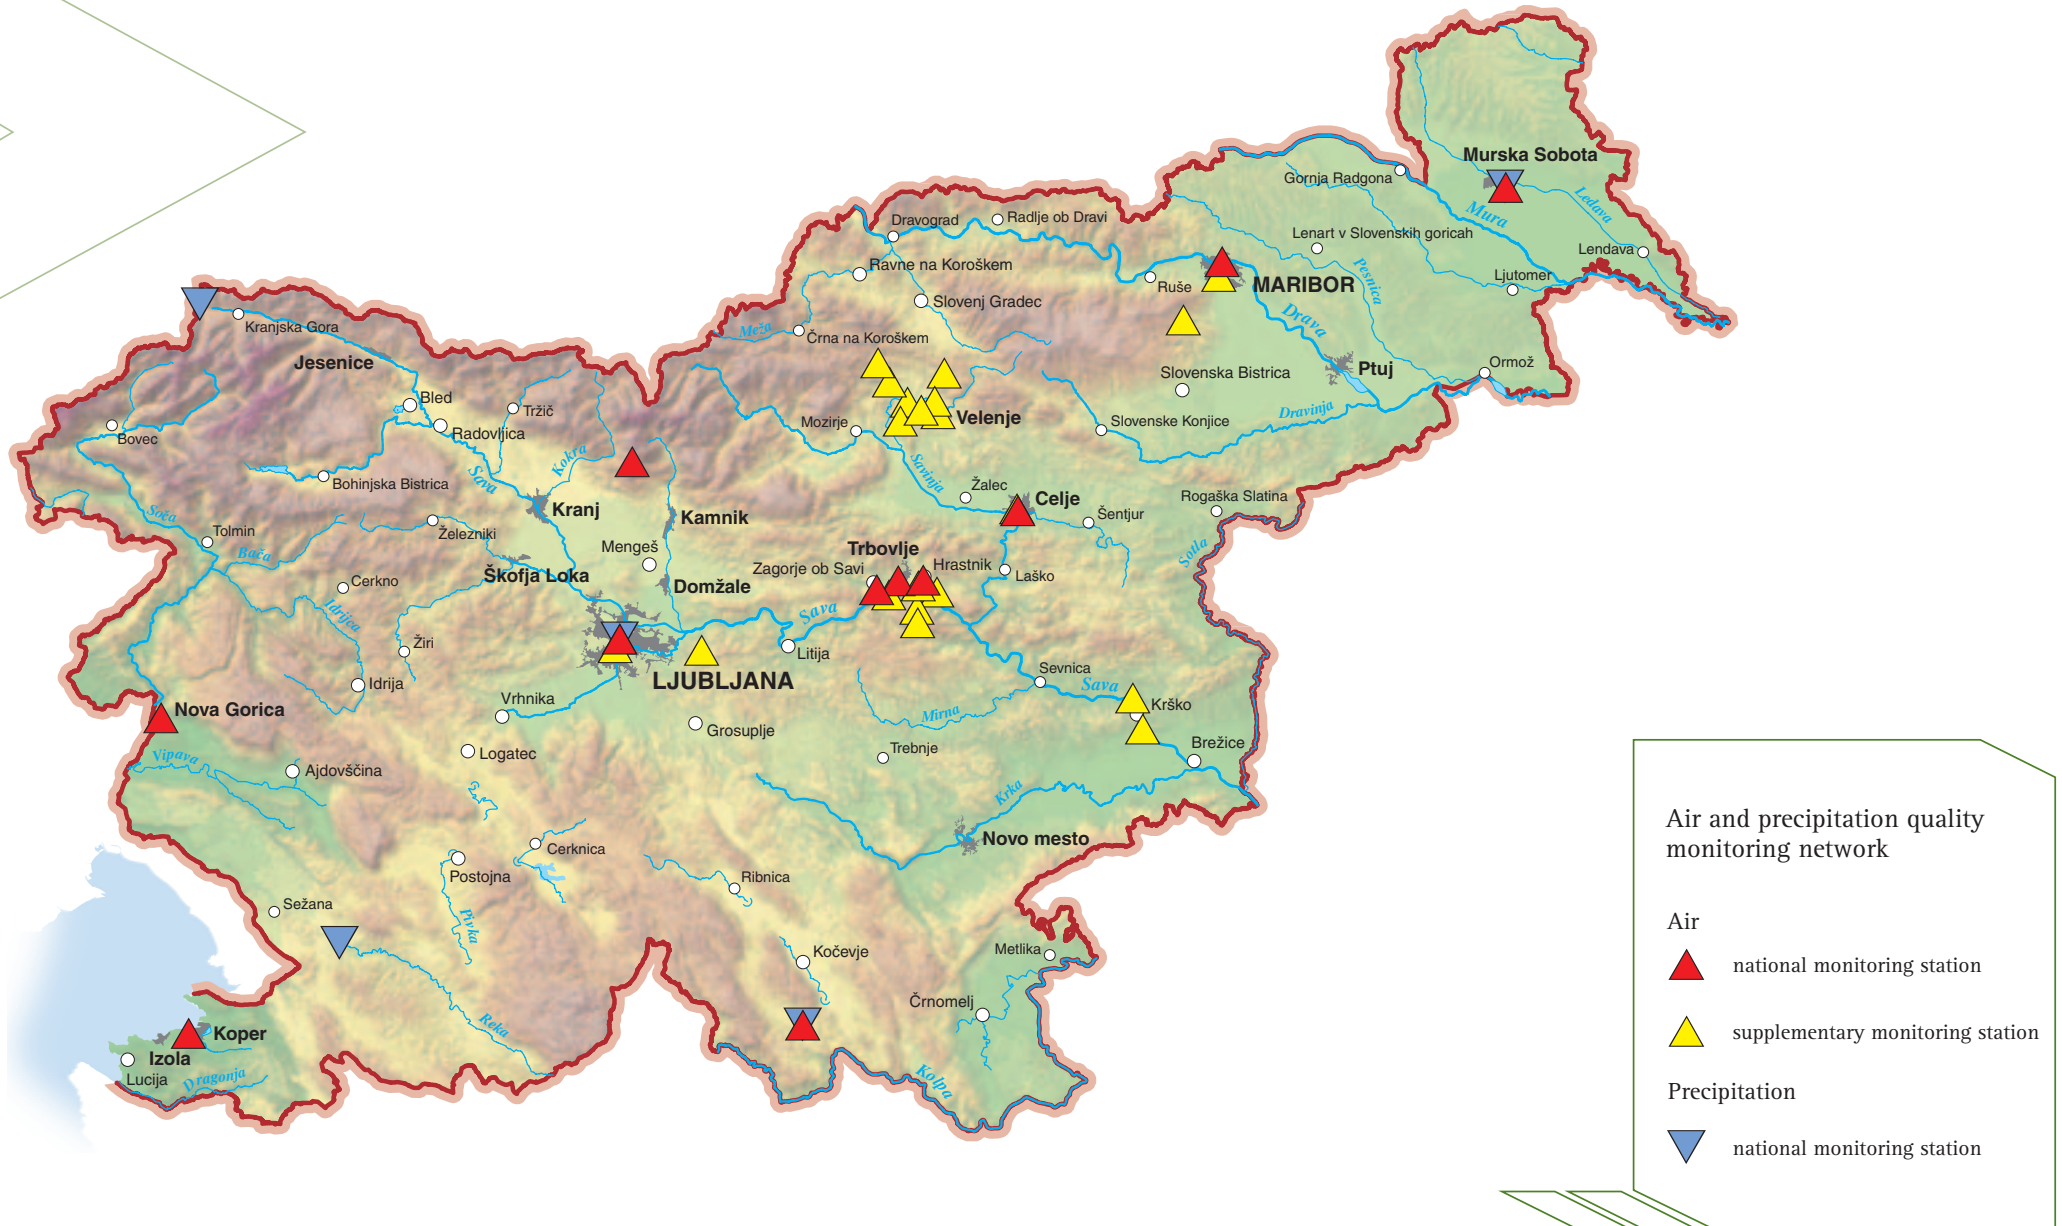 Murska Sobota
Gornja Radgona
Ledava
Mura
Dravograd
Radlje ob Dravi
Lenart v Slovenskih goricah
Lendava
Ravne na Koroškem
Pesnica
Ljutomer
Ruše
MARIBOR
Slovenj Gradec
Kranjska Gora
Meža
Črna na Koroškem
Drava
Jesenice
Ptuj
Ormož
Slovenska Bistrica
Bled
Tržič
Dravinja
Velenje
Mozirje
Slovenske Konjice
Bovec
Radovljica
Kokra
Savinja
Sava
Bohinjska Bistrica
Žalec
Celje
Rogaška Slatina
Kranj
Kamnik
Šentjur
Soča
Tolmin
Železniki
Mengeš
Trbovlje
Sotla
Bača
Zagorje ob Savi
Hrastnik
Laško
Škofja Loka
Cerkno
Domžale
Idrijca
Sava
Žiri
Litija
Sevnica
LJUBLJANA
Idrija
Sava
Krško
Vrhnika
Nova Gorica
Mirna
Grosuplje
Brežice
Trebnje
Logatec
Vipava
Ajdovščina
Krka
Novo mesto
Cerknica
Postojna
Ribnica
Sežana
Pivka
Kočevje
Metlika
Črnomelj
Reka
Koper
Izola
Lucija
Dragonja
Kolpa
Air and precipitation quality
monitoring network
Air
national monitoring station
supplementary monitoring station
Precipitation
national monitoring station